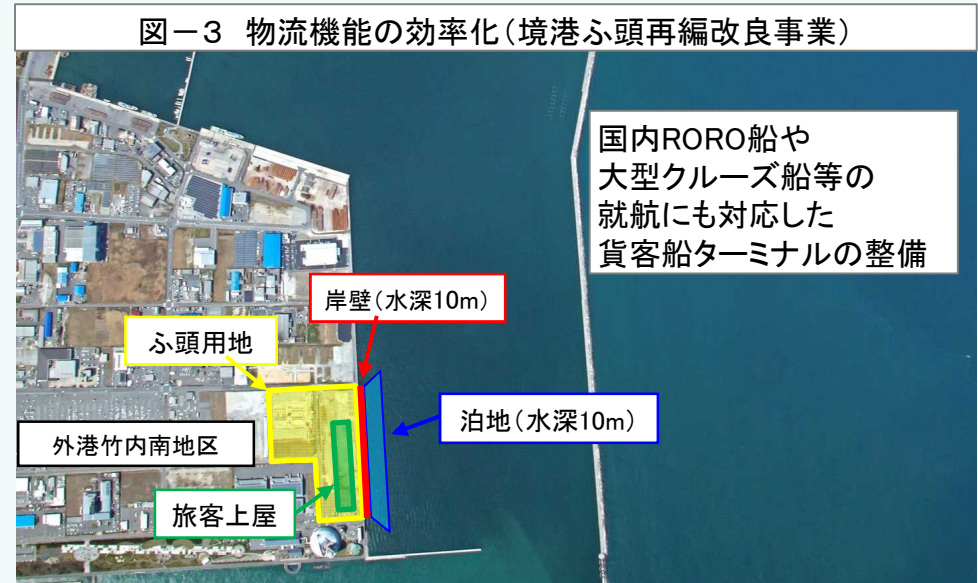 図－3 物流機能の効率化（境港ふ頭再編改良事業）
国内RORO船や
大型クルーズ船等の
就航にも対応した
貨客船ターミナルの整備
岸壁（水深10m）
ふ頭用地
泊地（水深10m）
外港竹内南地区
旅客上屋